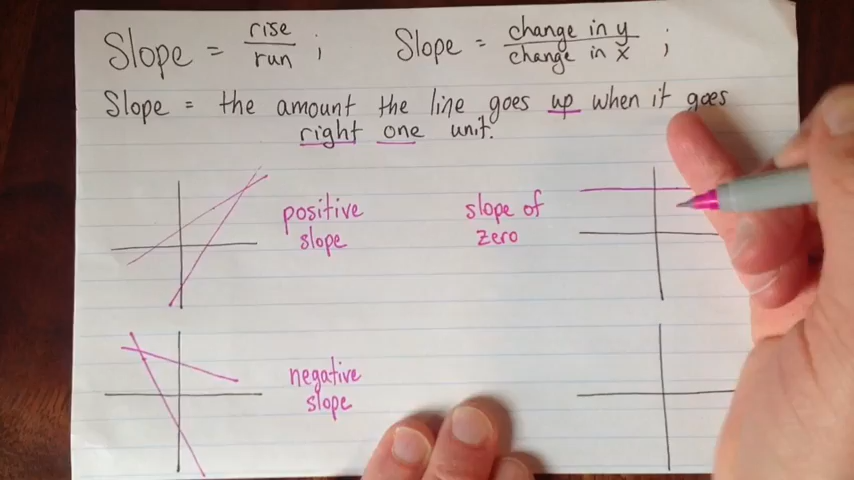 Slope = rise/run ; Slope = change in y/change in x ;
Slope = the amount the line goes up when it goes
right one unit.
positive
slope
slope of
zero
negative
slope